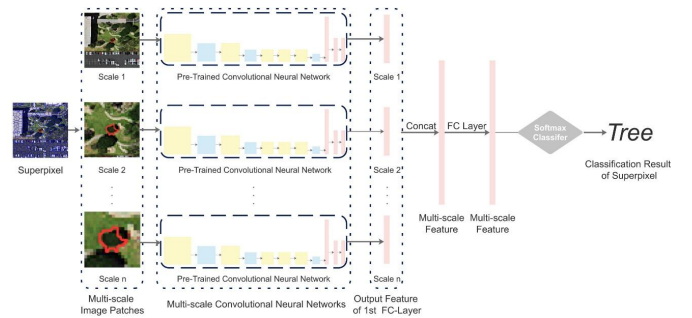 Scale 1
Pre-Trained Convolutional Neural Network
Scale 1
Superpixel
Scale 2
Pre-Trained Convolutional Neural Network
Scale 2
Concat
FC Layer
Softmax
Classifer
Tree
Classification Result
of Superpixel
Multi-scale
Feature
Multi-scale
Feature
Scale n
Pre-Trained Convolutional Neural Network
Scale n
Multi-scale
Image Patches
Multi-scale Convolutional Neural Networks
Output Feature
of 1st FC-Layer